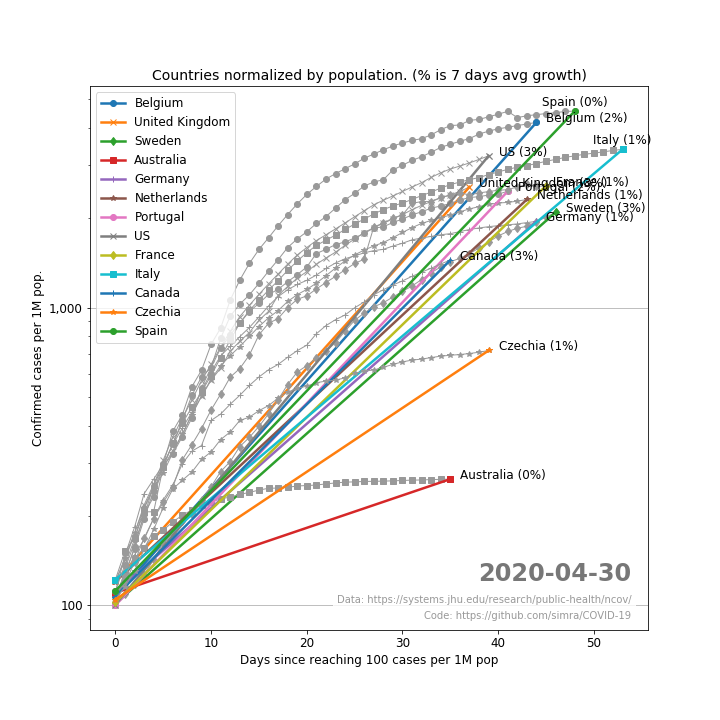 Countries normalized by population. (% is 7 days avg growth)
Belgium
United Kingdom
Sweden
Australia
Germany
Netherlands
Portugal
US
France
Italy
Canada
Czechia
Spain
Spain (0%)
Belgium (2%)
Italy (1%)
US (3%)
United Kingdom
(1%)
Netherlands (1%)
Sweden (3%)
Germany (1%)
Canada (3%)
Czechia (1%)
Australia (0%)
1,000
100
Confirmed cases per 1M pop.
2020-04-30
Data: https://systems.jhu.edu/research/public-health/ncov/
Code: https://github.com/simra/COVID-19
0 10 20 30 40 50
Days since reaching 100 cases per 1M pop